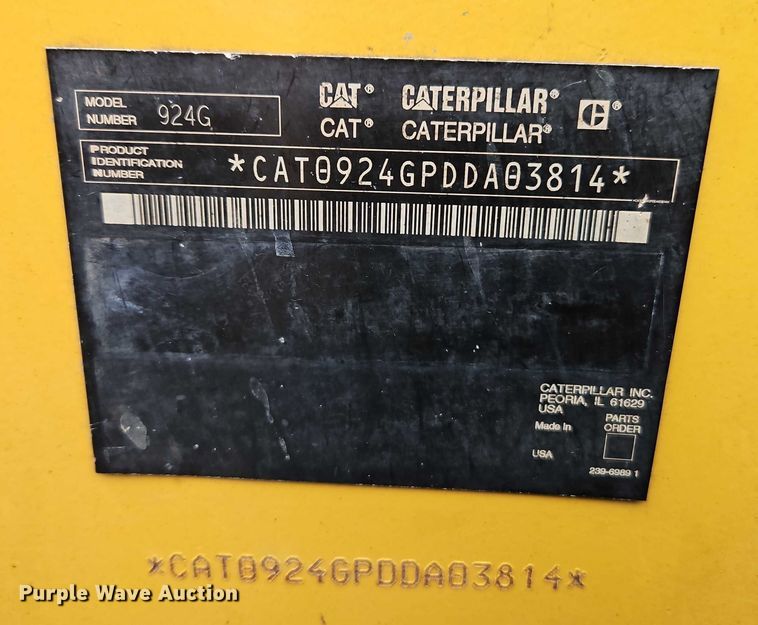 MODEL NUMBER 924G
CAT® CATERPILLAR® C®
CAT® CATERPILLAR®
PRODUCT IDENTIFICATION NUMBER *CAT0924GPDDA03814*
CATERPILLAR INC.
PEORIA, IL 61629
USA
Made In
USA
PARTS
ORDER
239-6989 1
*CAT0924GPDDA03814*
Purple Wave Auction